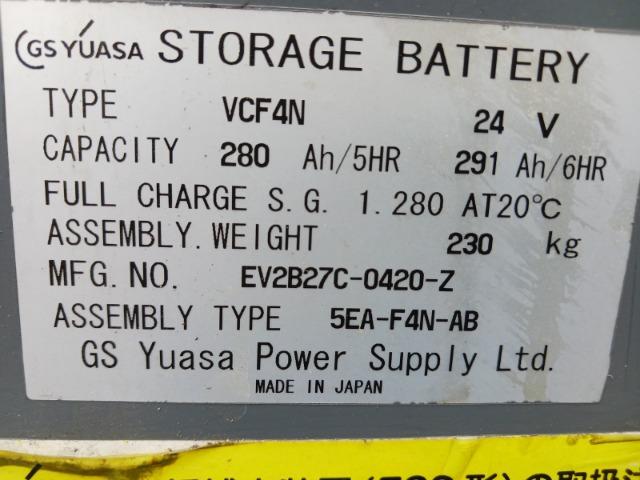 GS YUASA STORAGE BATTERY
TYPE VCF4N 24 V
CAPACITY 280 Ah/5HR 291 Ah/6HR
FULL CHARGE S.G. 1.280 AT20℃
ASSEMBLY.WEIGHT 230 kg
MFG.NO. EV2B27C-0420-Z
ASSEMBLY TYPE 5EA-F4N-AB
GS Yuasa Power Supply Ltd.
MADE IN JAPAN